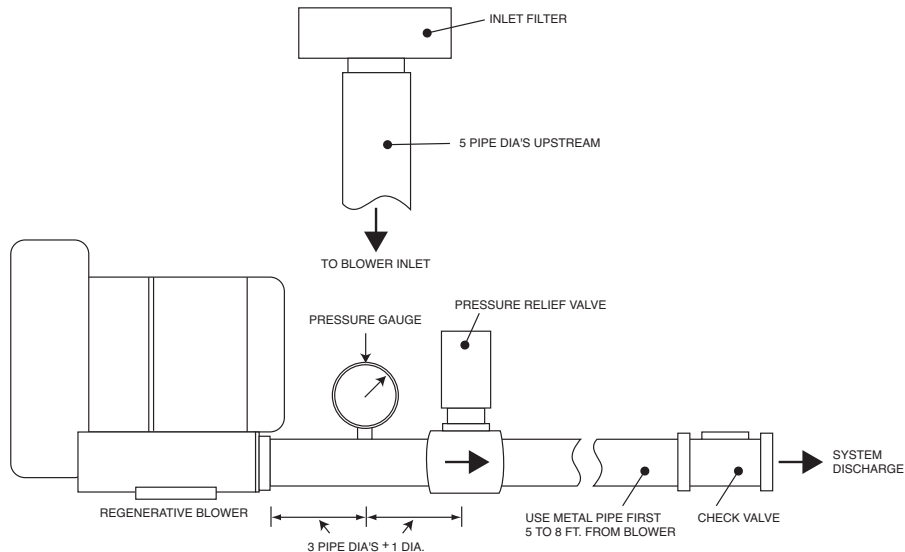 INLET FILTER
5 PIPE DIA'S UPSTREAM
TO BLOWER INLET
PRESSURE RELIEF VALVE
PRESSURE GAUGE
SYSTEM
DISCHARGE
REGENERATIVE BLOWER
USE METAL PIPE FIRST
5 TO 8 FT. FROM BLOWER
CHECK VALVE
3 PIPE DIA'S + 1 DIA.